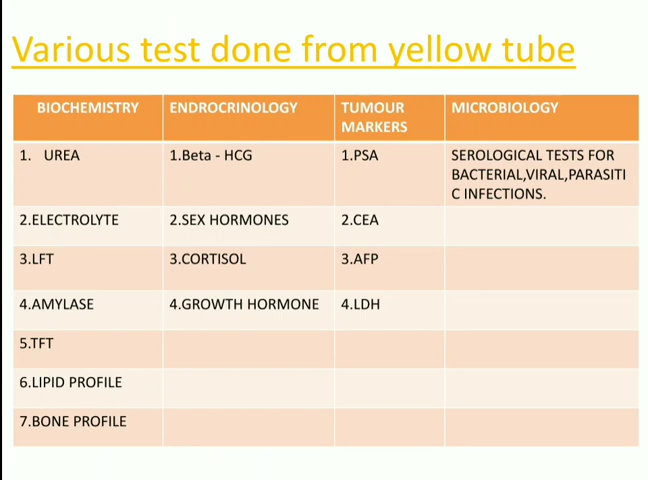 Various test done from yellow tube
BIOCHEMISTRY ENDROCRINOLOGY TUMOUR MARKERS MICROBIOLOGY
1. UREA 1.Beta - HCG 1.PSA SEROLOGICAL TESTS FOR
BACTERIAL,VIRAL,PARASITI
C INFECTIONS.
2.ELECTROLYTE 2.SEX HORMONES 2.CEA
3.LFT 3.CORTISOL 3.AFP
4.AMYLASE 4.GROWTH HORMONE 4.LDH
5.TFT
6.LIPID PROFILE
7.BONE PROFILE